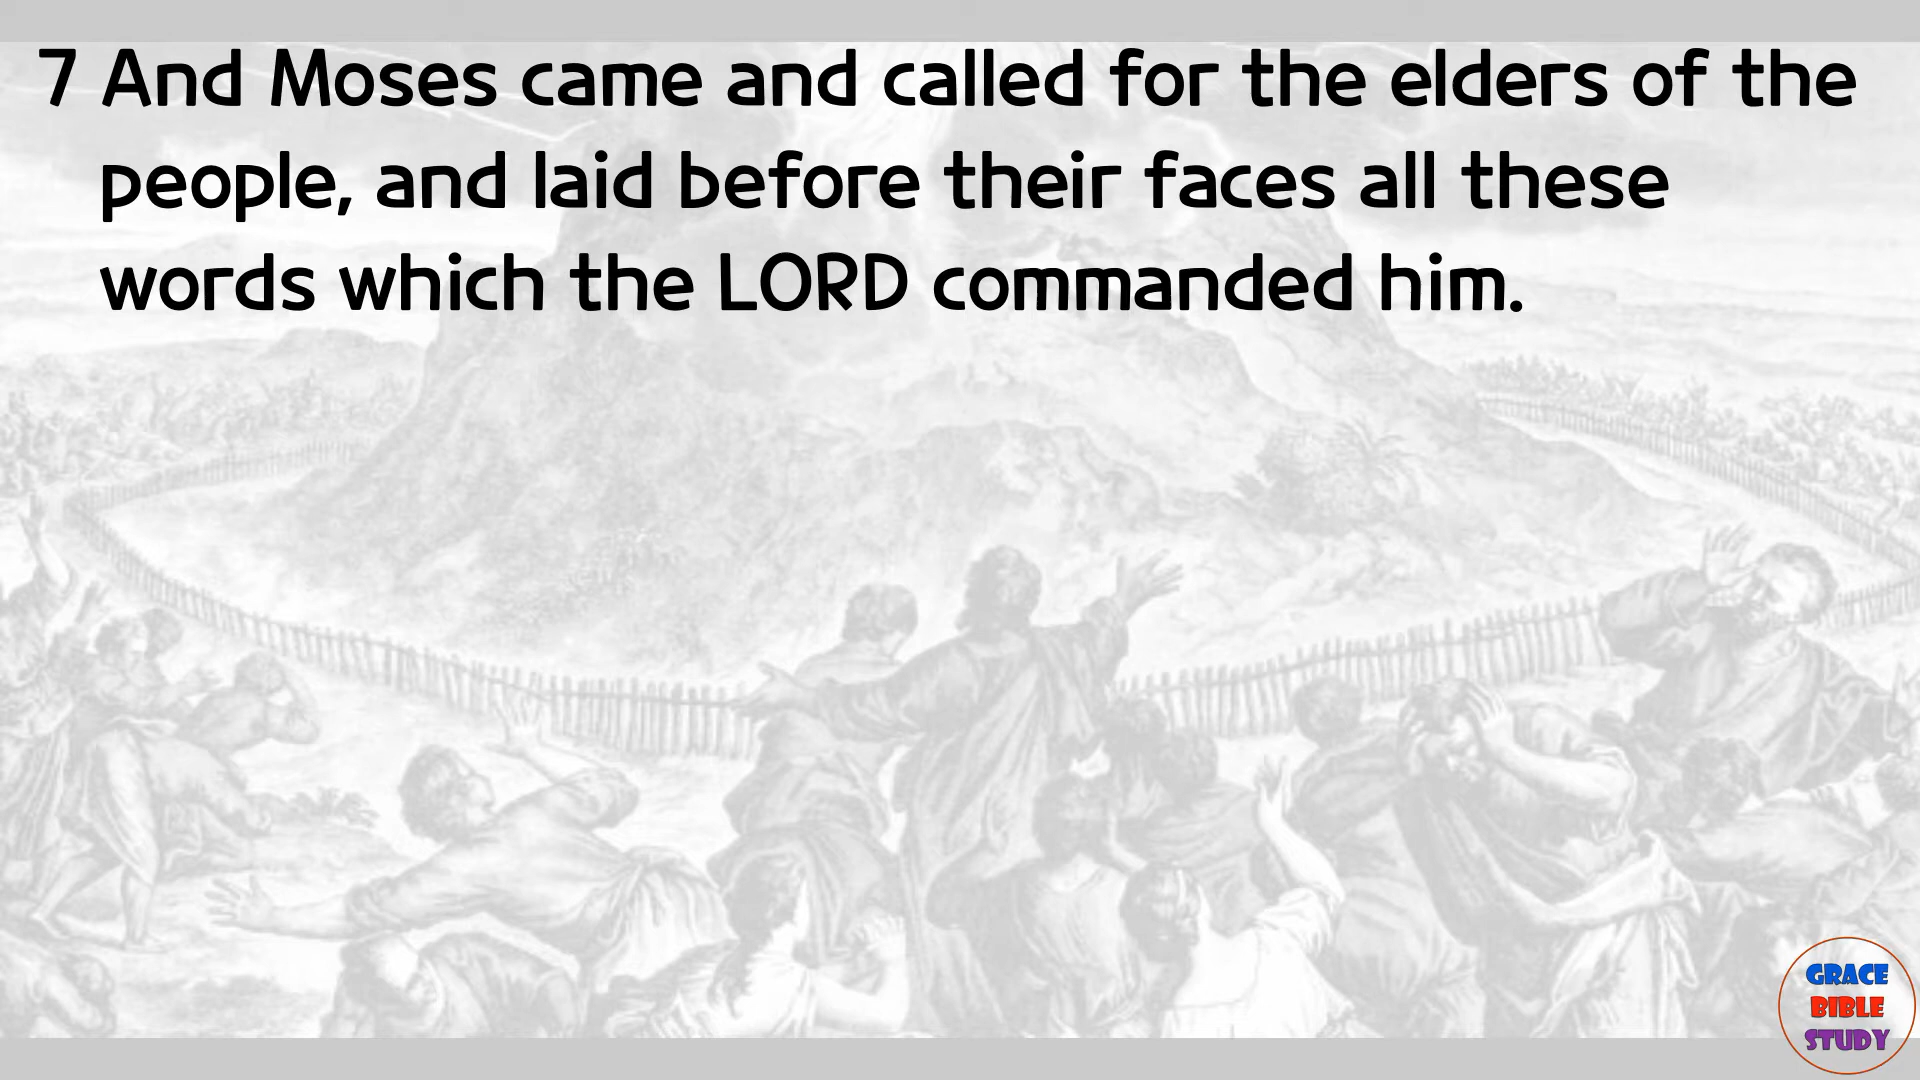 7 And Moses came and called for the elders of the
people, and laid before their faces all these
words which the LORD commanded him.
GRACE
BIBLE
STUDY